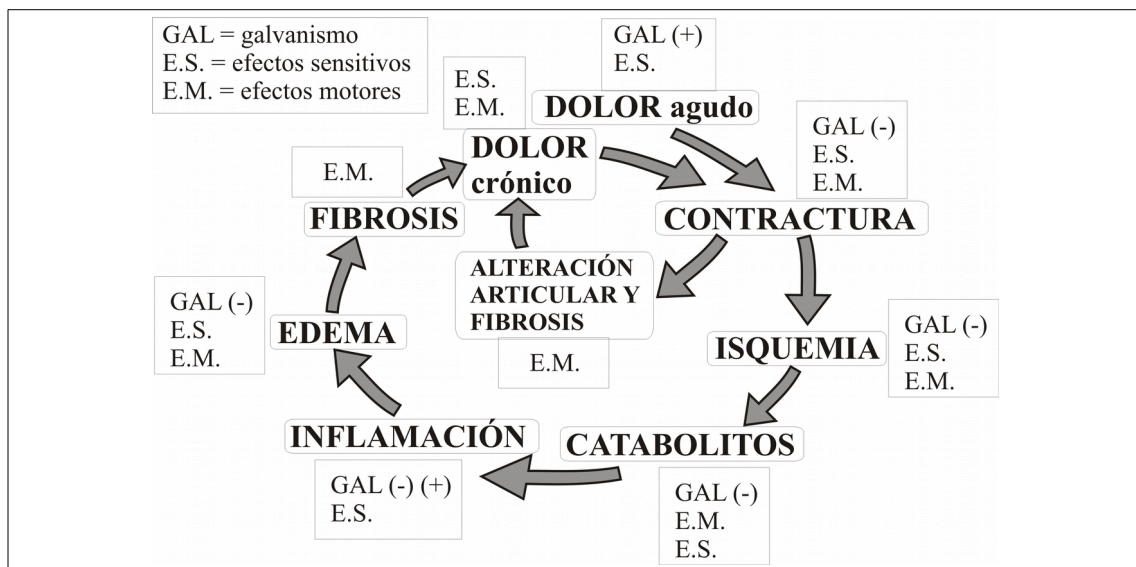 GAL = galvanismo
E.S. = efectos sensitivos
E.M. = efectos motores
GAL (+)
E.S.
DOLOR agudo
E.S.
E.M.
DOLOR
crónico
GAL (-)
E.S.
E.M.
CONTRACTURA
E.M.
FIBROSIS
ALTERACIÓN
ARTICULAR Y
FIBROSIS
E.M.
GAL (-)
E.S.
E.M.
EDEMA
ISQUEMIA
GAL (-)
E.S.
E.M.
INFLAMACIÓN
GAL (-) (+)
E.S.
CATABOLITOS
GAL (-)
E.M.
E.S.